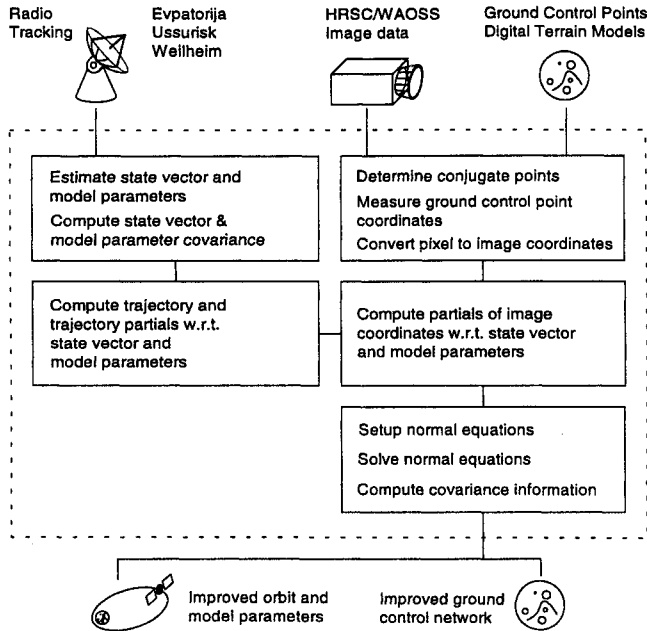 Radio
Tracking
Evpatorija
Ussurisk
Weilheim
HRSC/WAOSS
Image data
Ground Control Points
Digital Terrain Models
Estimate state vector and
model parameters
Compute state vector &
model parameter covariance
Determine conjugate points
Measure ground control point
coordinates
Convert pixel to image coordinates
Compute trajectory and
trajectory partials w.r.t.
state vector and
model parameters
Compute partials of image
coordinates w.r.t. state vector
and model parameters
Setup normal equations
Solve normal equations
Compute covariance information
Improved orbit and
model parameters
Improved ground
control network